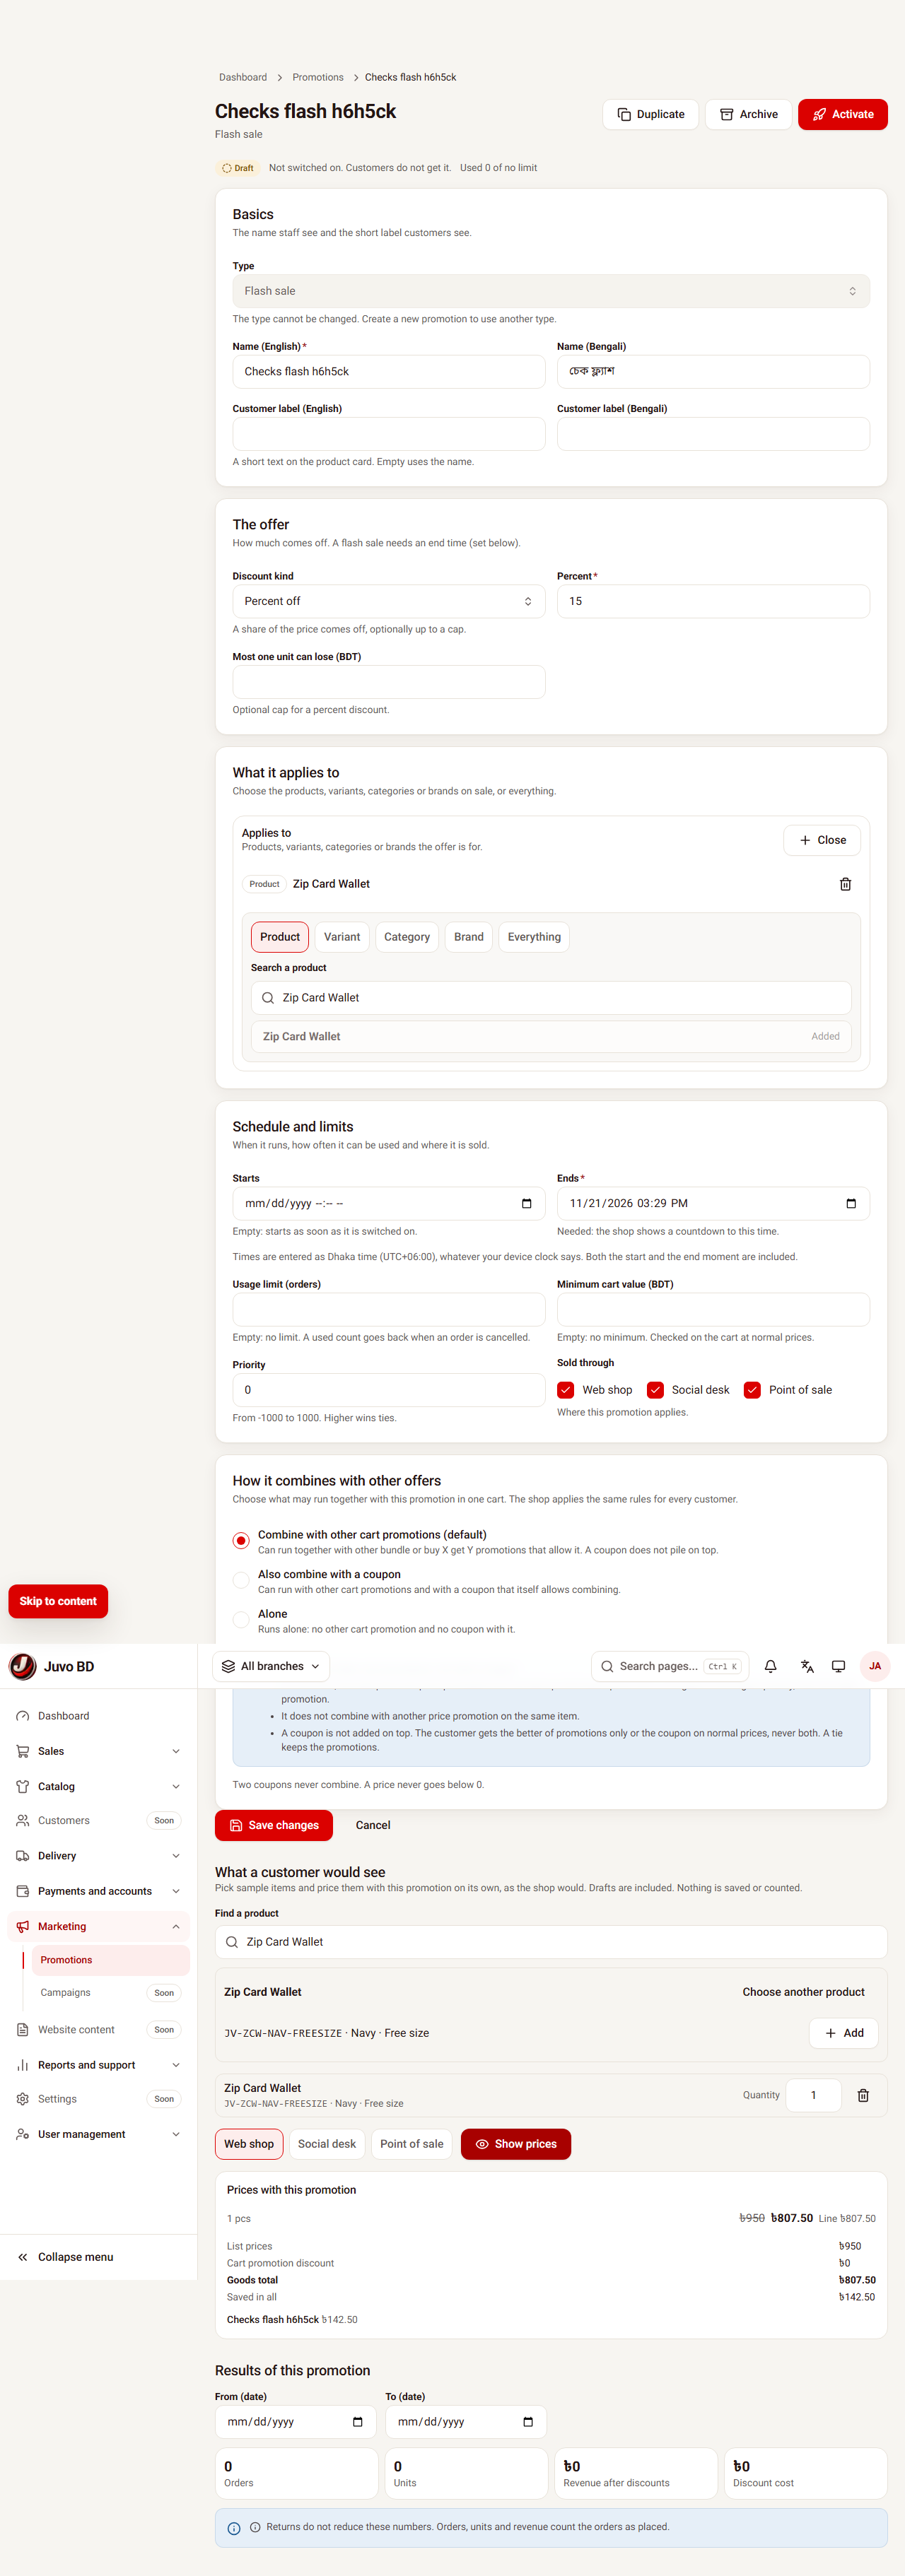 Dashboard > Promotions > Checks flash h6h5ck
Checks flash h6h5ck
Flash sale
Duplicate
Archive
Activate
Draft Not switched on. Customers do not get it. Used 0 of no limit
Basics
The name staff see and the short label customers see.
Type
Flash sale
The type cannot be changed. Create a new promotion to use another type.
Name (English)* Name (Bengali)
Checks flash h6h5ck চেক ফ্ল্যাশ
Customer label (English) Customer label (Bengali)
A short text on the product card. Empty uses the name.
The offer
How much comes off. A flash sale needs an end time (set below).
Discount kind Percent*
Percent off 15
A share of the price comes off, optionally up to a cap.
Most one unit can lose (BDT)
Optional cap for a percent discount.
What it applies to
Choose the products, variants, categories or brands on sale, or everything.
Applies to
Products, variants, categories or brands the offer is for.
+ Close
Product Zip Card Wallet
Product Variant Category Brand Everything
Search a product
Zip Card Wallet
Zip Card Wallet Added
Schedule and limits
When it runs, how often it can be used and where it is sold.
Starts Ends*
mm/dd/yyyy --:-- -- 11/21/2026 03:29 PM
Empty: starts as soon as it is switched on. Needed: the shop shows a countdown to this time.
Times are entered as Dhaka time (UTC+06:00), whatever your device clock says. Both the start and the end moment are included.
Usage limit (orders) Minimum cart value (BDT)
Empty: no limit. A used count goes back when an order is cancelled. Empty: no minimum. Checked on the cart at normal prices.
Priority Sold through
0 Web shop Social desk Point of sale
From -1000 to 1000. Higher wins ties. Where this promotion applies.
How it combines with other offers
Choose what may run together with this promotion in one cart. The shop applies the same rules for every customer.
Combine with other cart promotions (default)
Can run together with other bundle or buy X get Y promotions that allow it. A coupon does not pile on top.
Also combine with a coupon
Can run with other cart promotions and with a coupon that itself allows combining.
Alone
Runs alone: no other cart promotion and no coupon with it.
Skip to content
Juvo BD
All branches
Search pages... Ctrl K
JA
promotion.
• It does not combine with another price promotion on the same item.
• A coupon is not added on top. The customer gets the better of promotions only or the coupon on normal prices, never both. A tie
keeps the promotions.
Two coupons never combine. A price never goes below 0.
Save changes Cancel
Dashboard
Sales
Catalog
Customers Soon
Delivery
Payments and accounts
Marketing
Promotions
Campaigns Soon
Website content Soon
Reports and support
Settings Soon
User management
Collapse menu
What a customer would see
Pick sample items and price them with this promotion on its own, as the shop would. Drafts are included. Nothing is saved or counted.
Find a product
Zip Card Wallet
Zip Card Wallet Choose another product
JV-ZCW-NAV-FREESIZE · Navy · Free size + Add
Zip Card Wallet
JV-ZCW-NAV-FREESIZE · Navy · Free size
Quantity 1
Web shop Social desk Point of sale Show prices
Prices with this promotion
1 pcs ৳950 ৳807.50 Line ৳807.50
List prices ৳950
Cart promotion discount ৳0
Goods total ৳807.50
Saved in all ৳142.50
Checks flash h6h5ck ৳142.50
Results of this promotion
From (date) To (date)
mm/dd/yyyy mm/dd/yyyy
0 0 ৳0 ৳0
Orders Units Revenue after discounts Discount cost
Returns do not reduce these numbers. Orders, units and revenue count the orders as placed.